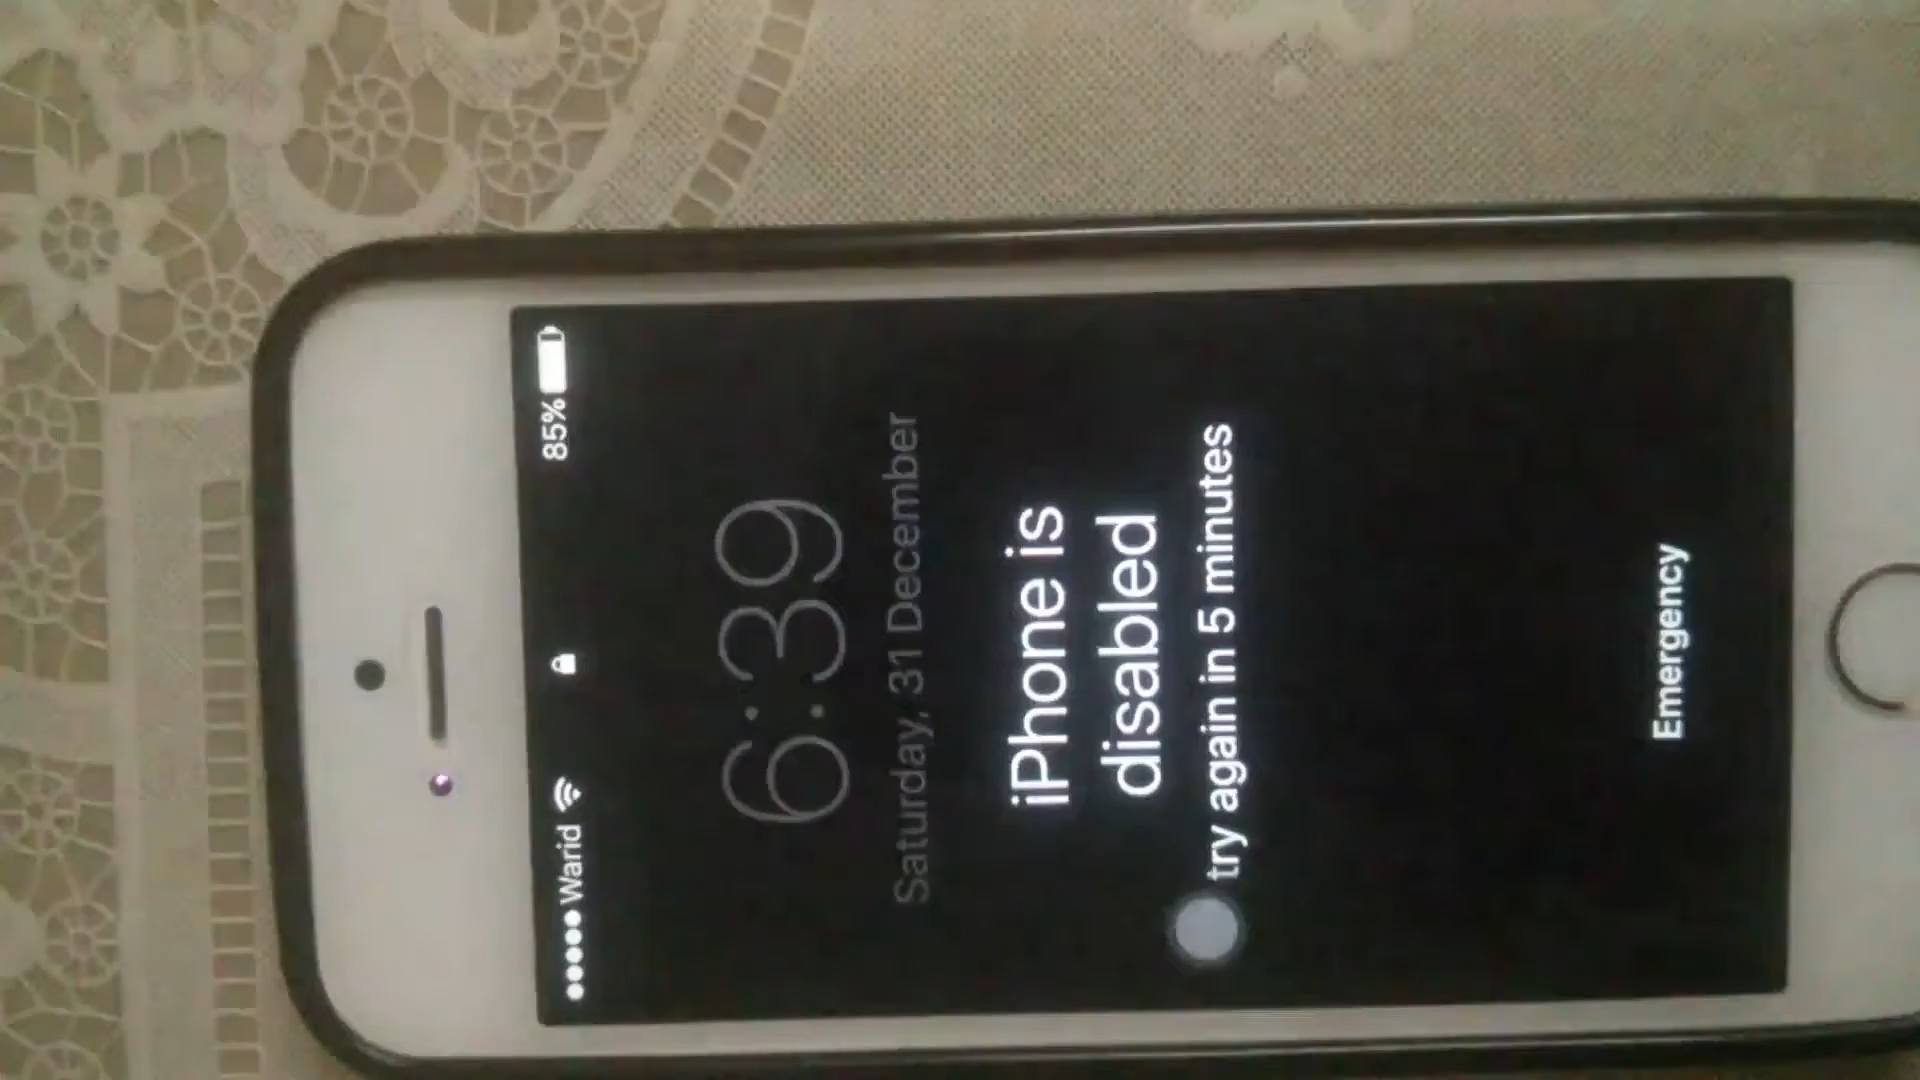 Warid 85%
6:39
Saturday, 31 December
iPhone is
disabled
try again in 5 minutes
Emergency